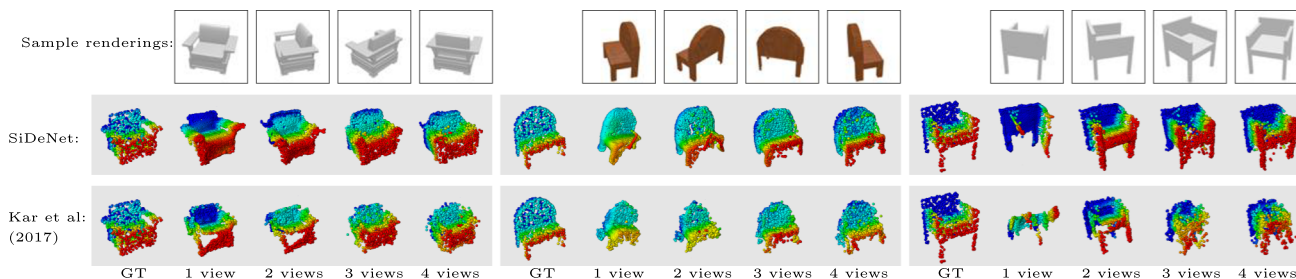 Sample renderings:
SiDeNet:
Kar et al:
(2017)
GT 1 view 2 views 3 views 4 views GT 1 view 2 views 3 views 4 views GT 1 view 2 views 3 views 4 views